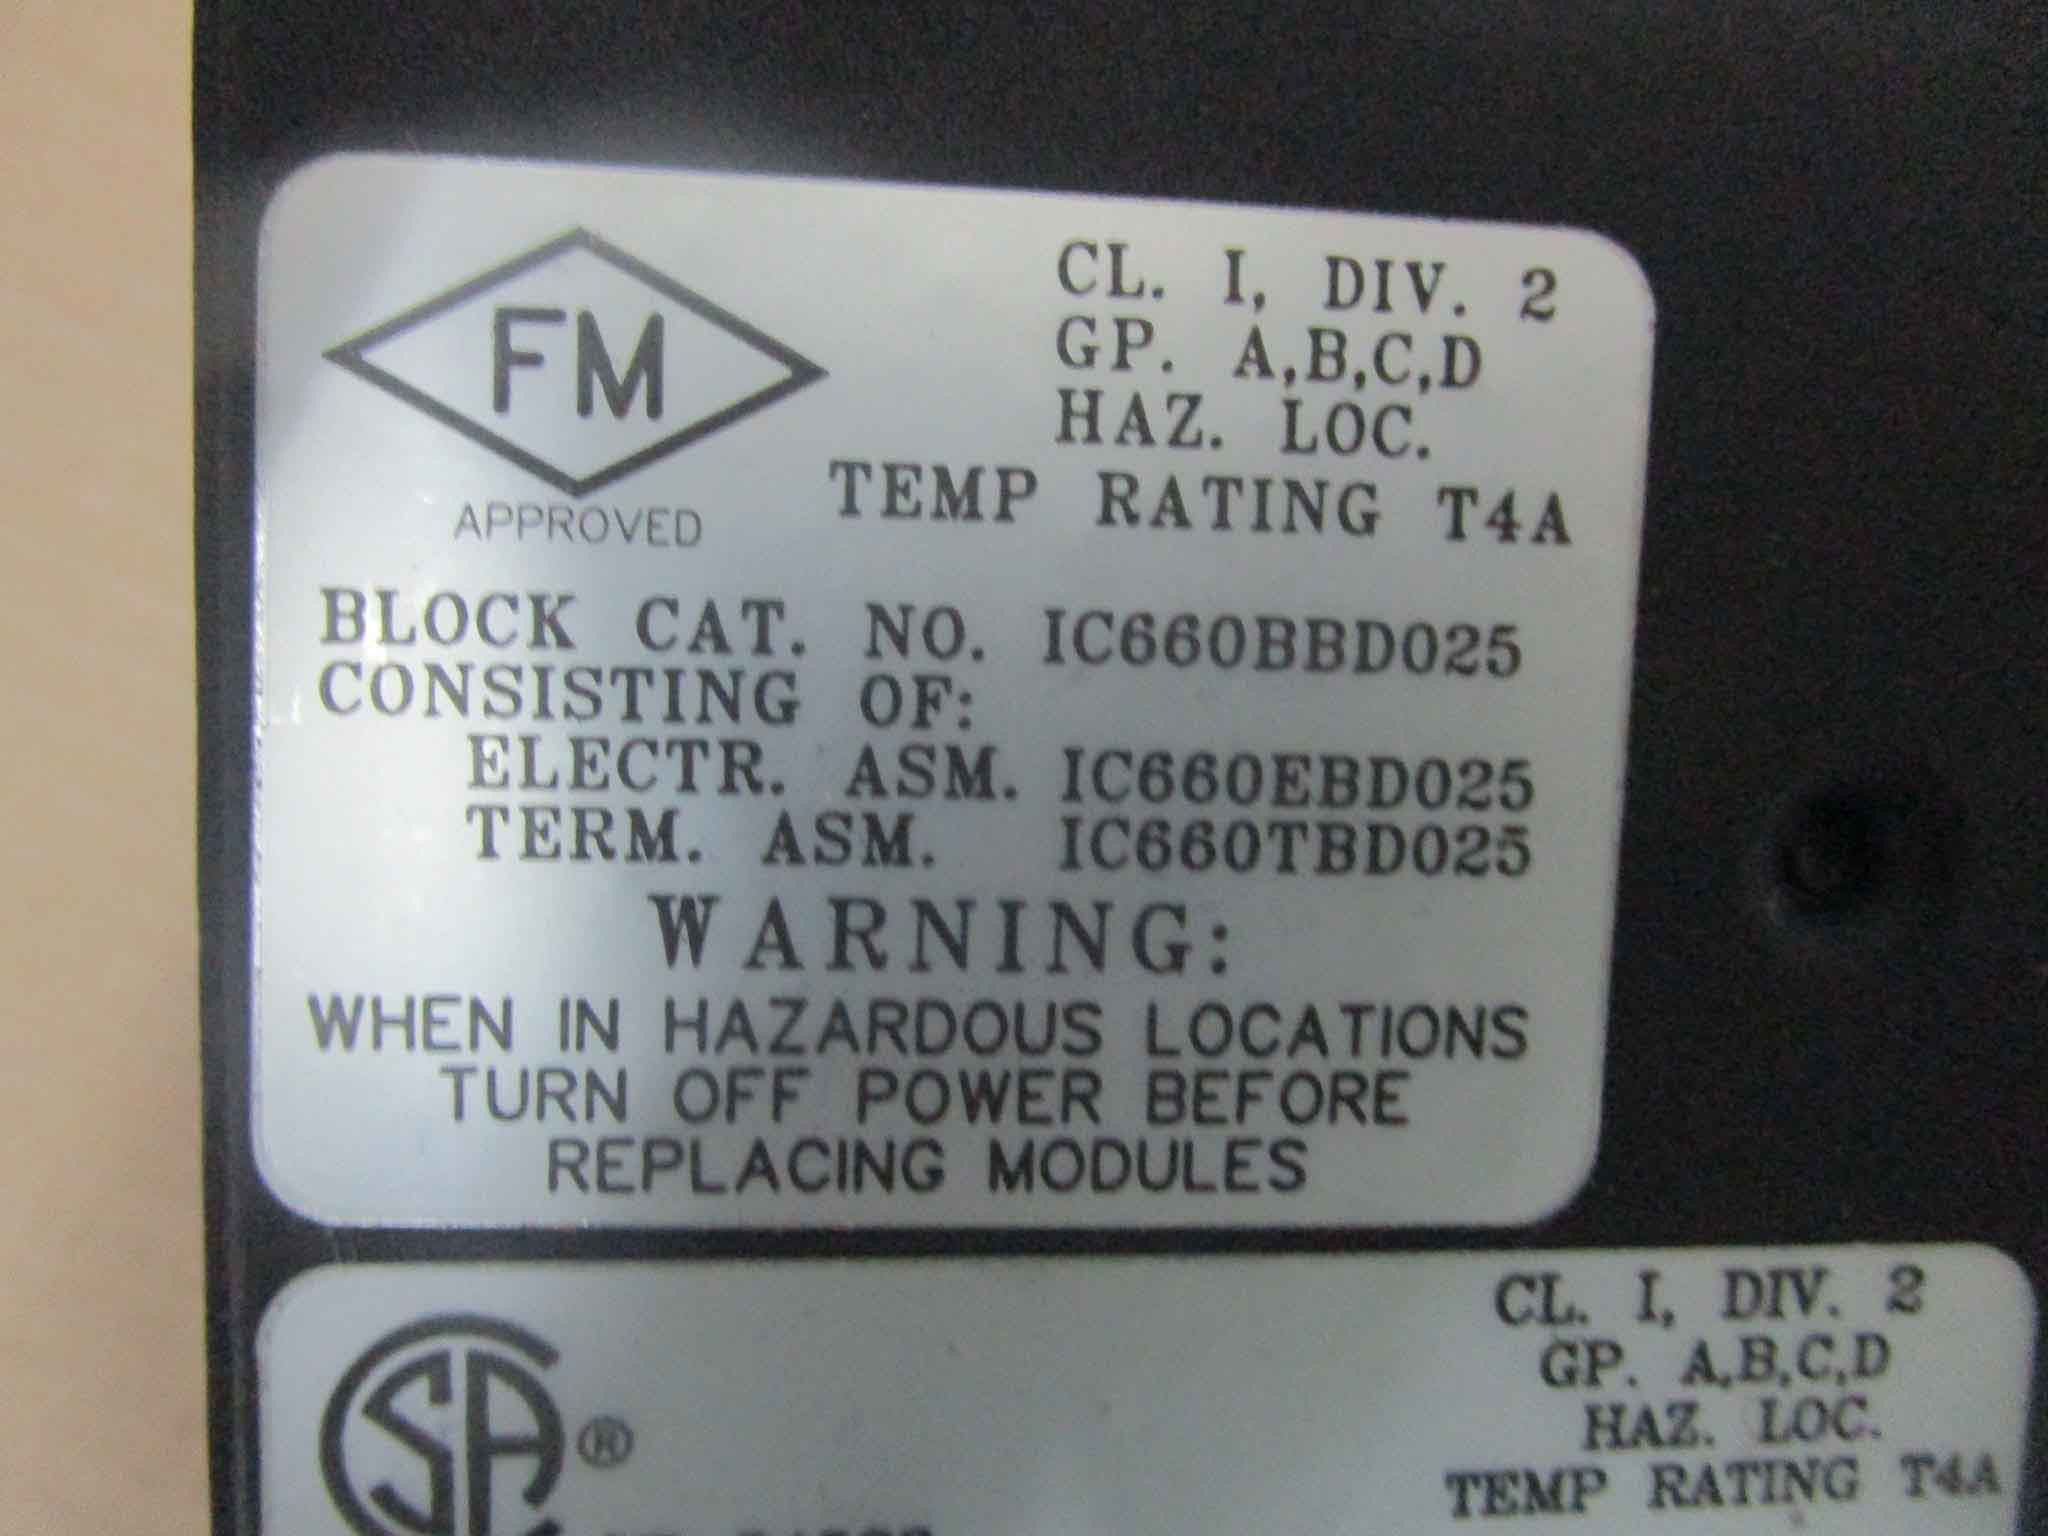 FM
APPROVED
CL. I, DIV. 2
GP. A,B,C,D
HAZ. LOC.
TEMP RATING T4A
BLOCK CAT. NO. IC660BBD025
CONSISTING OF:
ELECTR. ASM. IC660EBD025
TERM. ASM. IC660TBD025
WARNING:
WHEN IN HAZARDOUS LOCATIONS
TURN OFF POWER BEFORE
REPLACING MODULES
SA ®
CL. I, DIV. 2
GP. A,B,C,D
HAZ. LOC.
TEMP RATING T4A